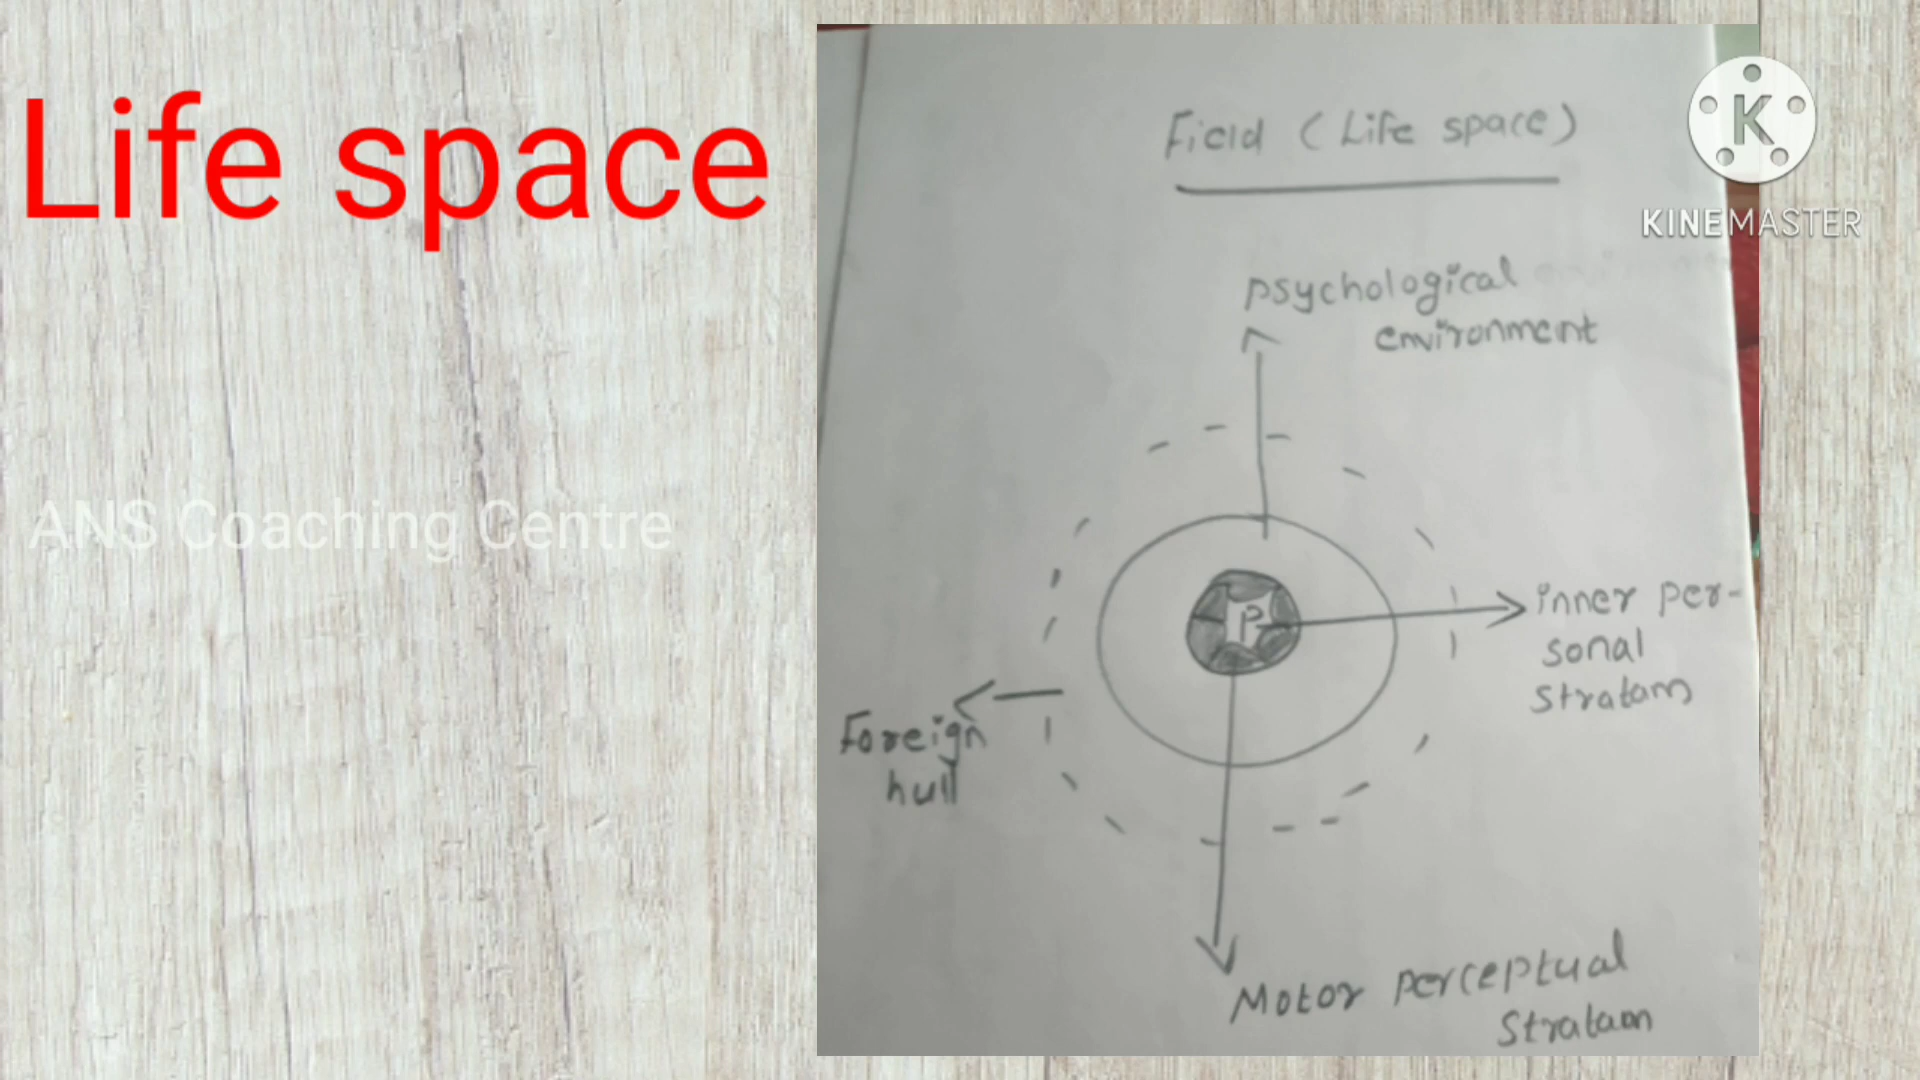 Life space
ANS Coaching Centre
Field (Life space)
K
KINEMASTER
psychological
environment
P
inner per-
sonal
stratam
Foreign
hull
Motor perceptual
Stratam